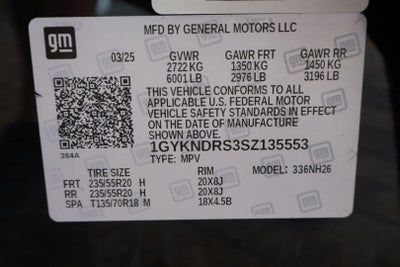 gm
MFD BY GENERAL MOTORS LLC
03/25 GVWR GAWR FRT GAWR RR
2722 KG 1350 KG 1450 KG
6001 LB 2976 LB 3196 LB
THIS VEHICLE CONFORMS TO ALL
APPLICABLE U.S. FEDERAL MOTOR
VEHICLE SAFETY STANDARDS IN EFFECT
ON THE DATE OF MANUFACTURE
SHOWN ABOVE.
384A
1GYKNDRS3SZ135553
TYPE: MPV MODEL: 336NH26
TIRE SIZE RIM
FRT 235/55R20 H 20X8J
RR 235/55R20 H 20X8J
SPA T135/70R18 M 18X4.5B